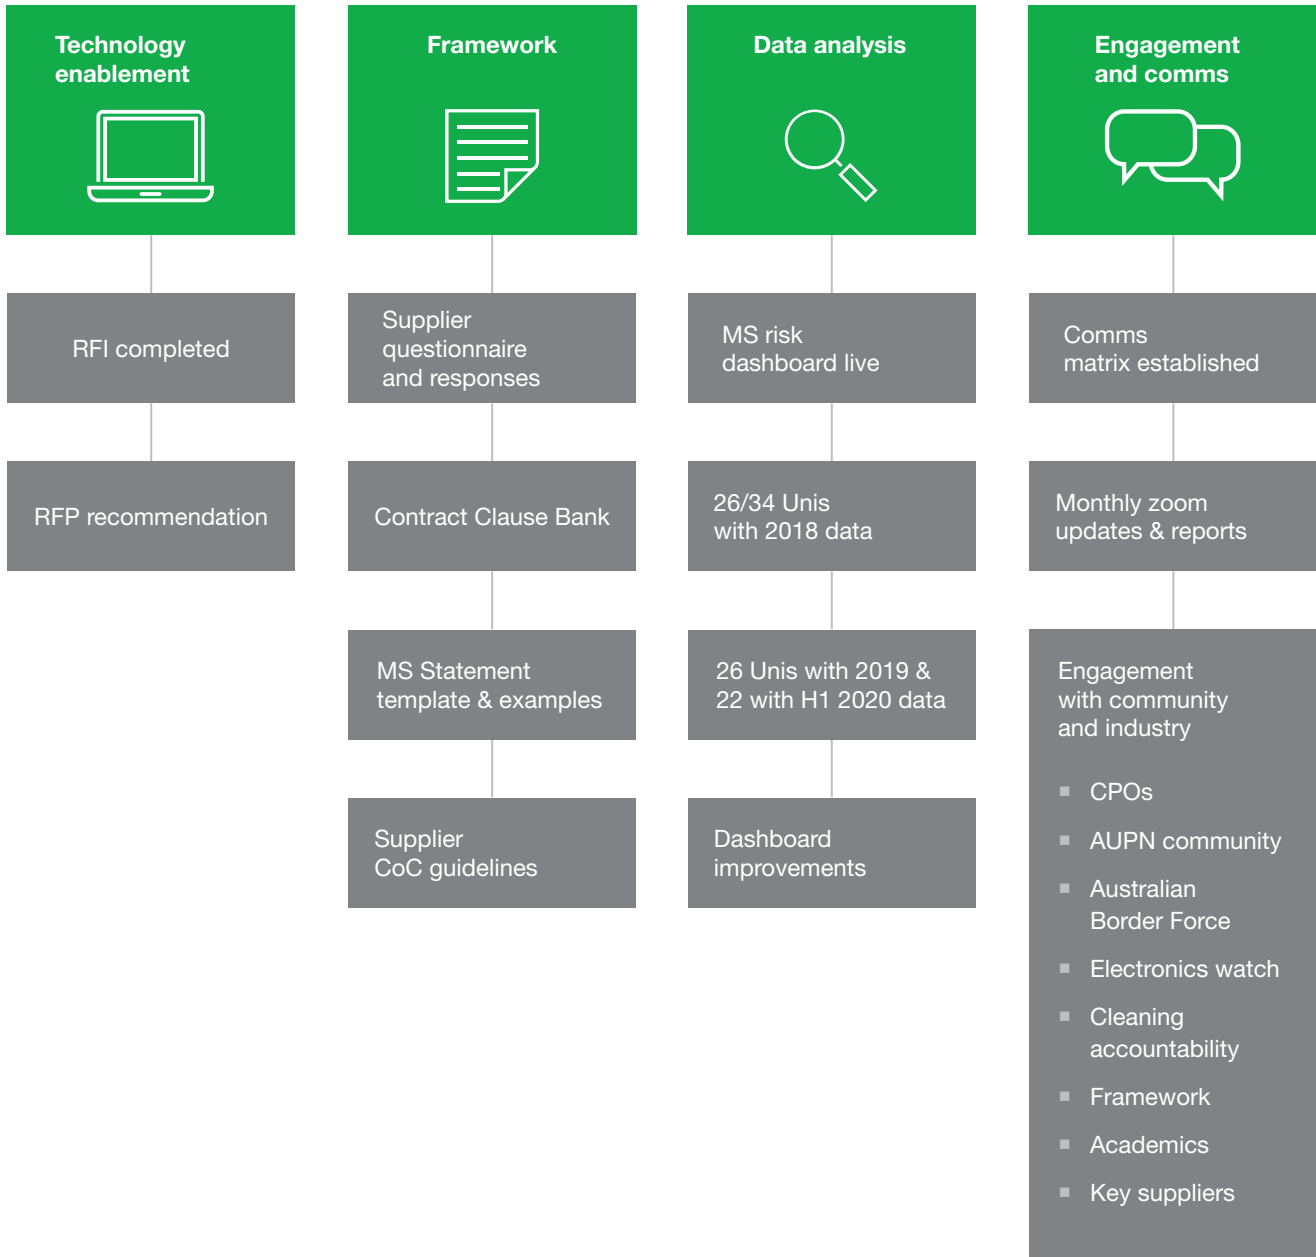 Technology
enablement
RFI completed
RFP recommendation
Framework
Supplier
questionnaire
and responses
Contract Clause Bank
MS Statement
template & examples
Supplier
CoC guidelines
Data analysis
MS risk
dashboard live
26/34 Unis
with 2018 data
26 Unis with 2019 &
22 with H1 2020 data
Dashboard
improvements
Engagement
and comms
Comms
matrix established
Monthly zoom
updates & reports
Engagement
with community
and industry
■ CPOs
■ AUPN community
■ Australian
Border Force
■ Electronics watch
■ Cleaning
accountability
■ Framework
■ Academics
■ Key suppliers